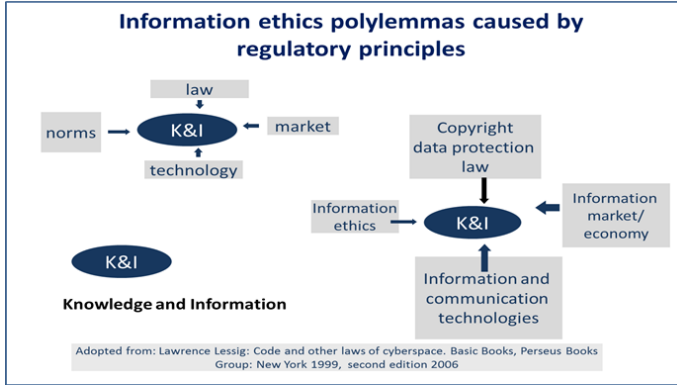 Information ethics polylemmas caused by
regulatory principles
law
norms
K&I
market
technology
Copyright
data protection
law
Information
ethics
K&I
Information
market/
economy
Information and
communication
technologies
K&I
Knowledge and Information
Adopted from: Lawrence Lessig: Code and other laws of cyberspace. Basic Books, Perseus Books
Group: New York 1999, second edition 2006